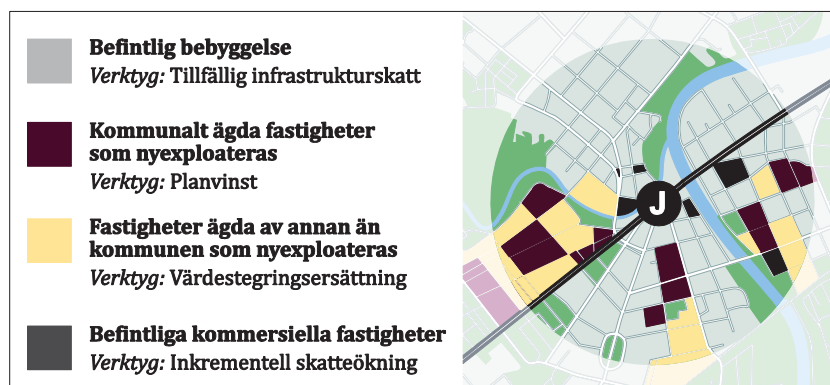 Befintlig bebyggelse
Verktyg: Tillfällig infrastrukturskatt
Kommunalt ägda fastigheter
som nyexploateras
Verktyg: Planvinst
Fastigheter ägda av annan än
kommunen som nyexploateras
Verktyg: Värdestegringsersättning
Befintliga kommersiella fastigheter
Verktyg: Inkrementell skatteökning
J